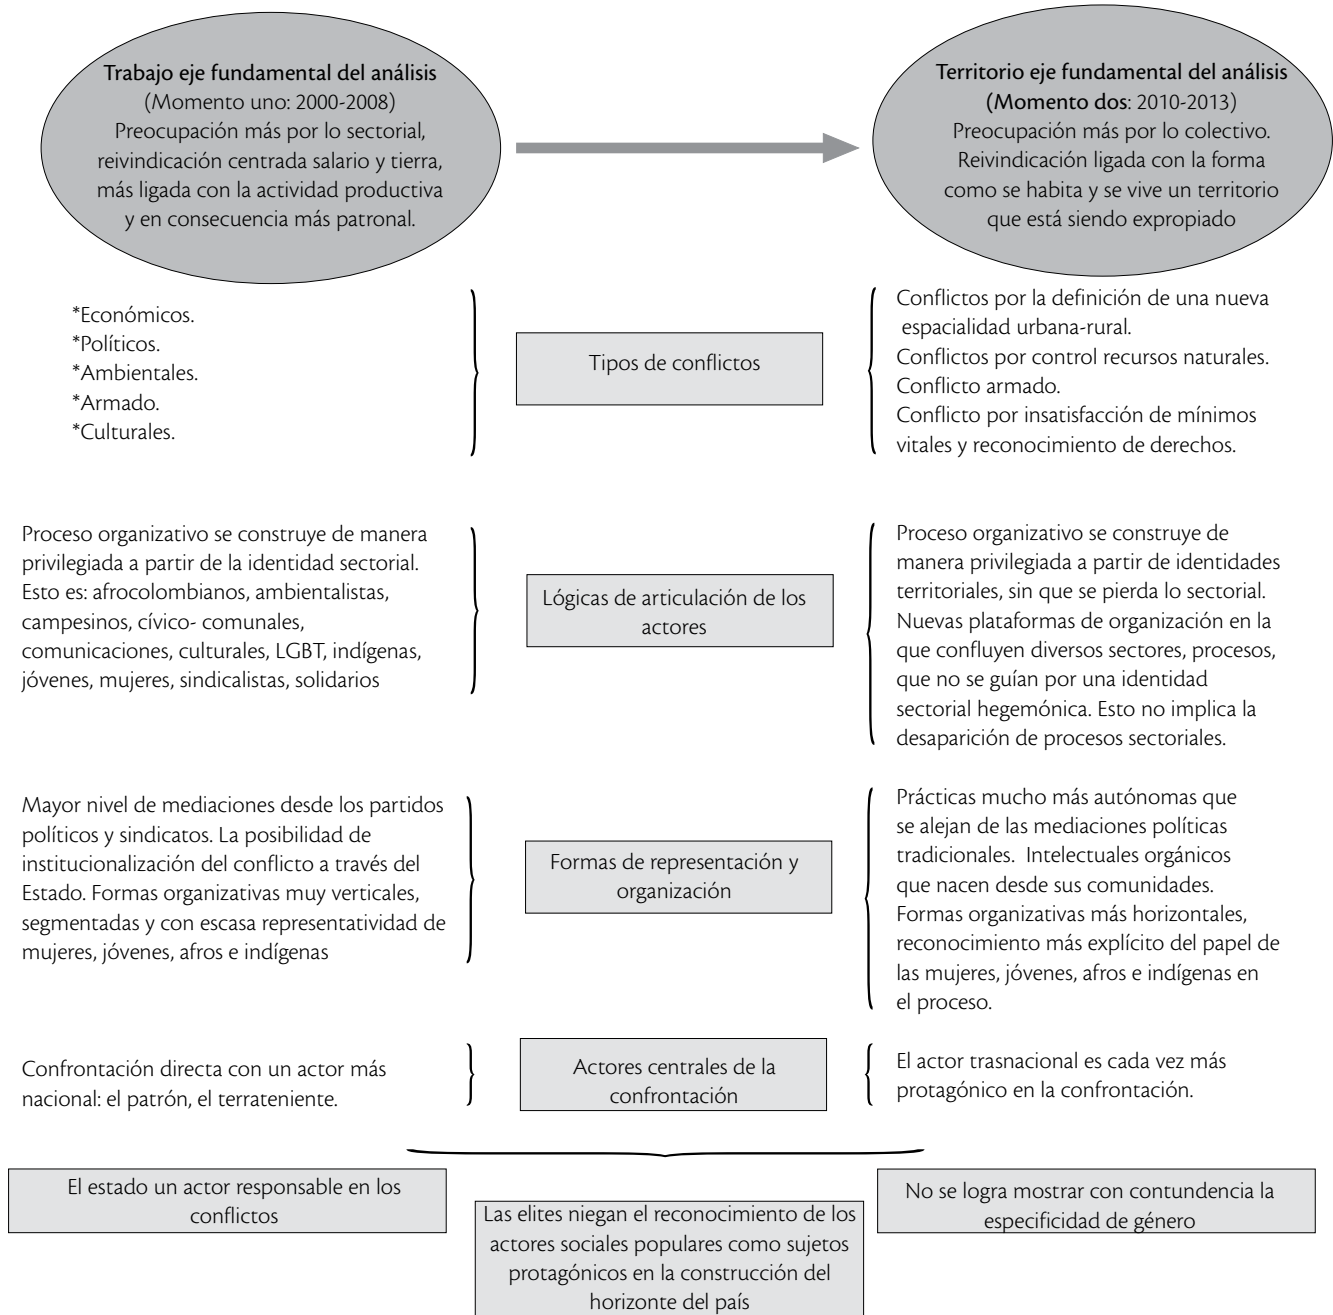 Trabajo eje fundamental del análisis
(Momento uno: 2000-2008)
Preocupación más por lo sectorial,
reivindicación centrada salario y tierra,
más ligada con la actividad productiva
y en consecuencia más patronal.
Territorio eje fundamental del análisis
(Momento dos: 2010-2013)
Preocupación más por lo colectivo.
Reivindicación ligada con la forma
como se habita y se vive un territorio
que está siendo expropiado
*Económicos.
*Políticos.
*Ambientales.
*Armado.
*Culturales.
Tipos de conflictos
Conflictos por la definición de una nueva
espacialidad urbana-rural.
Conflictos por control recursos naturales.
Conflicto armado.
Conflicto por insatisfacción de mínimos
vitales y reconocimiento de derechos.
Proceso organizativo se construye de manera
privilegiada a partir de la identidad sectorial.
Esto es: afrocolombianos, ambientalistas,
campesinos, cívico- comunales,
comunicaciones, culturales, LGBT, indígenas,
jóvenes, mujeres, sindicalistas, solidarios
Lógicas de articulación de los
actores
Proceso organizativo se construye de
manera privilegiada a partir de identidades
territoriales, sin que se pierda lo sectorial.
Nuevas plataformas de organización en la
que confluyen diversos sectores, procesos,
que no se guían por una identidad
sectorial hegemónica. Esto no implica la
desaparición de procesos sectoriales.
Mayor nivel de mediaciones desde los partidos
políticos y sindicatos. La posibilidad de
institucionalización del conflicto a través del
Estado. Formas organizativas muy verticales,
segmentadas y con escasa representatividad de
mujeres, jóvenes, afros e indígenas
Formas de representación y
organización
Prácticas mucho más autónomas que
se alejan de las mediaciones políticas
tradicionales. Intelectuales orgánicos
que nacen desde sus comunidades.
Formas organizativas más horizontales,
reconocimiento más explícito del papel de
las mujeres, jóvenes, afros e indígenas en
el proceso.
Confrontación directa con un actor más
nacional: el patrón, el terrateniente.
Actores centrales de la
confrontación
El actor trasnacional es cada vez más
protagónico en la confrontación.
El estado un actor responsable en los
conflictos
Las elites niegan el reconocimiento de los
actores sociales populares como sujetos
protagónicos en la construcción del
horizonte del país
No se logra mostrar con contundencia la
especificidad de género